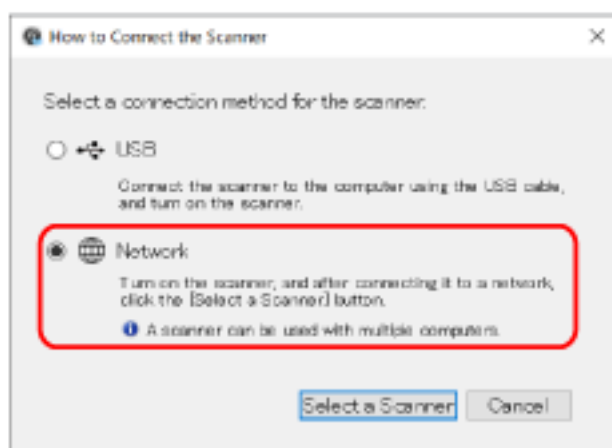 How to Connect the Scanner
Select a connection method for the scanner.
USB
Connect the scanner to the computer using the USB cable,
and turn on the scanner.
Network
Turn on the scanner, and after connecting it to a network,
click the [Select a Scanner] button.
A scanner can be used with multiple computers.
Select a Scanner Cancel